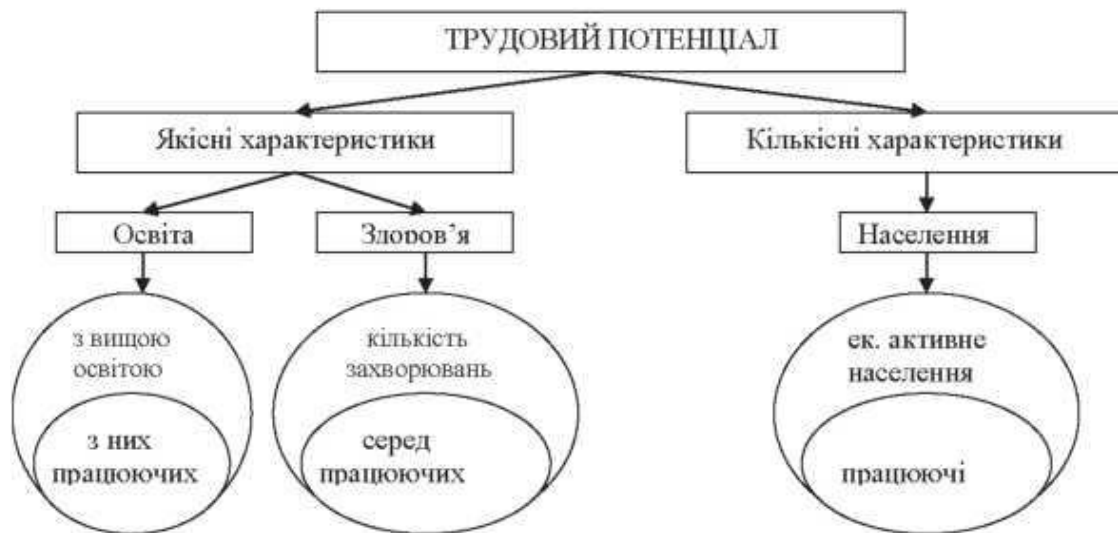 ТРУДОВИЙ ПОТЕНЦІАЛ
Якісні характеристики
Кількісні характеристики
Освіта
Здоров’я
Населення
з вищою
освітою
з них
працюючих
кількість
захворювань
серед
працюючих
ек. активне
населення
працюючі